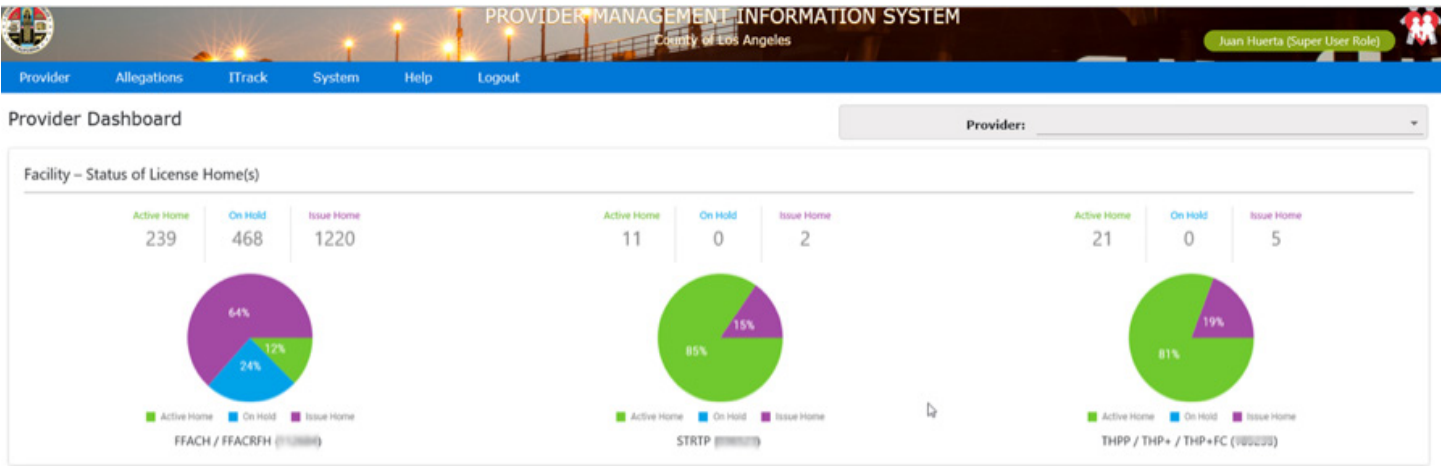 PROVIDER MANAGEMENT INFORMATION SYSTEM
County of Los Angeles
Juan Huerta (Super User Role)
Provider Allegations ITrack System Help Logout
Provider Dashboard
Provider:
Facility – Status of License Home(s)
Active Home On Hold Issue Home
239 468 1220
64%
12%
24%
Active Home On Hold Issue Home
FFACH / FFACRFH
Active Home On Hold Issue Home
11 0 2
15%
85%
Active Home On Hold Issue Home
STRTP
Active Home On Hold Issue Home
21 0 5
19%
81%
Active Home On Hold Issue Home
THPP / THP+ / THP+FC